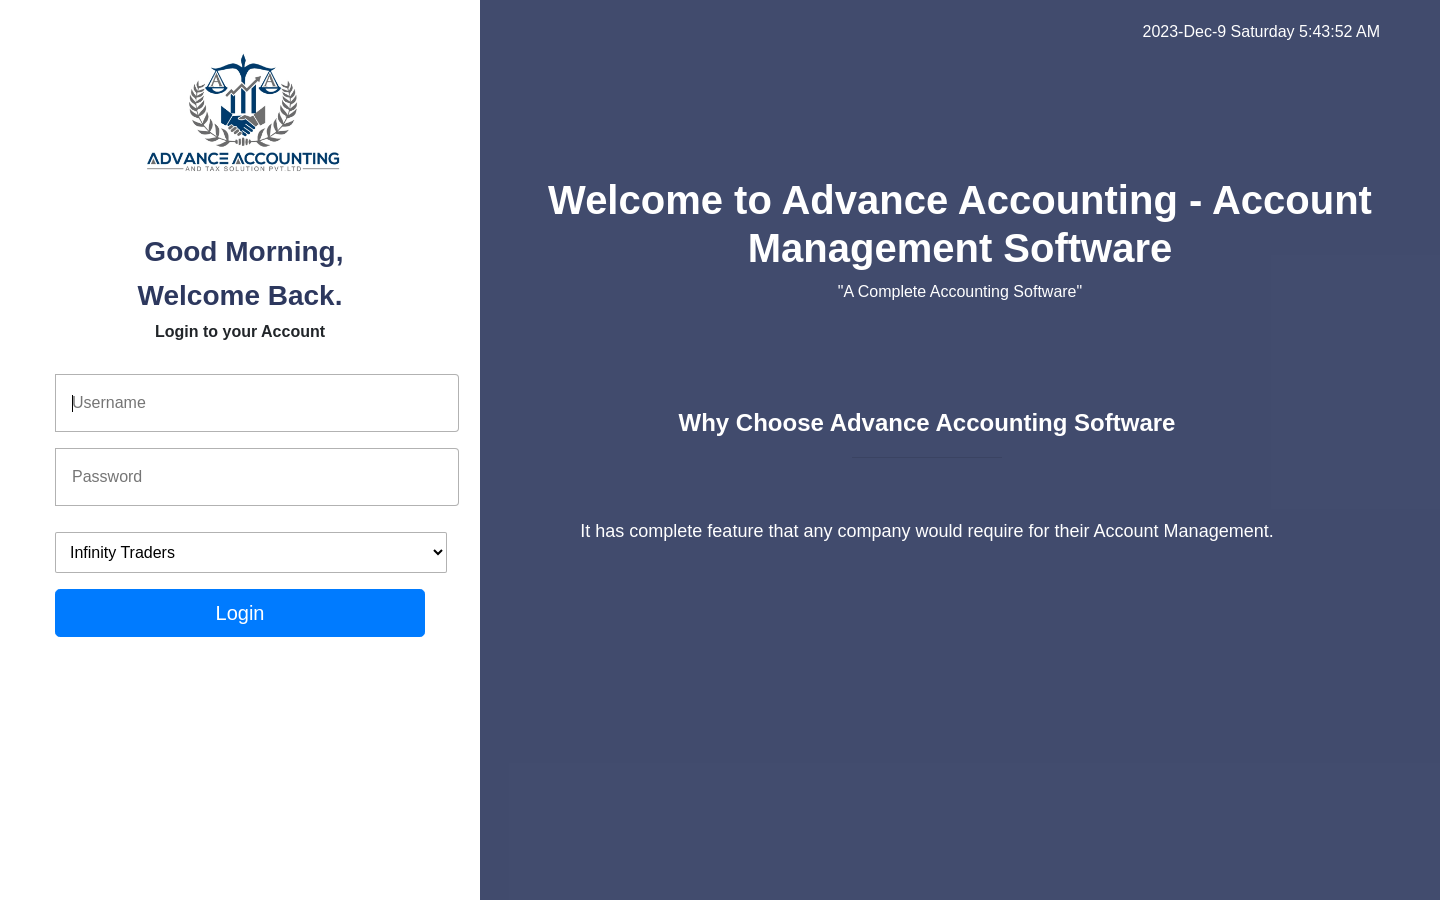 ADVANCE ACCOUNTING
AND TAX SOLUTION PVT LTD
Good Morning,
Welcome Back.
Login to your Account
Username
Password
Infinity Traders
Login
2023-Dec-9 Saturday 5:43:52 AM
Welcome to Advance Accounting - Account
Management Software
"A Complete Accounting Software"
Why Choose Advance Accounting Software
It has complete feature that any company would require for their Account Management.